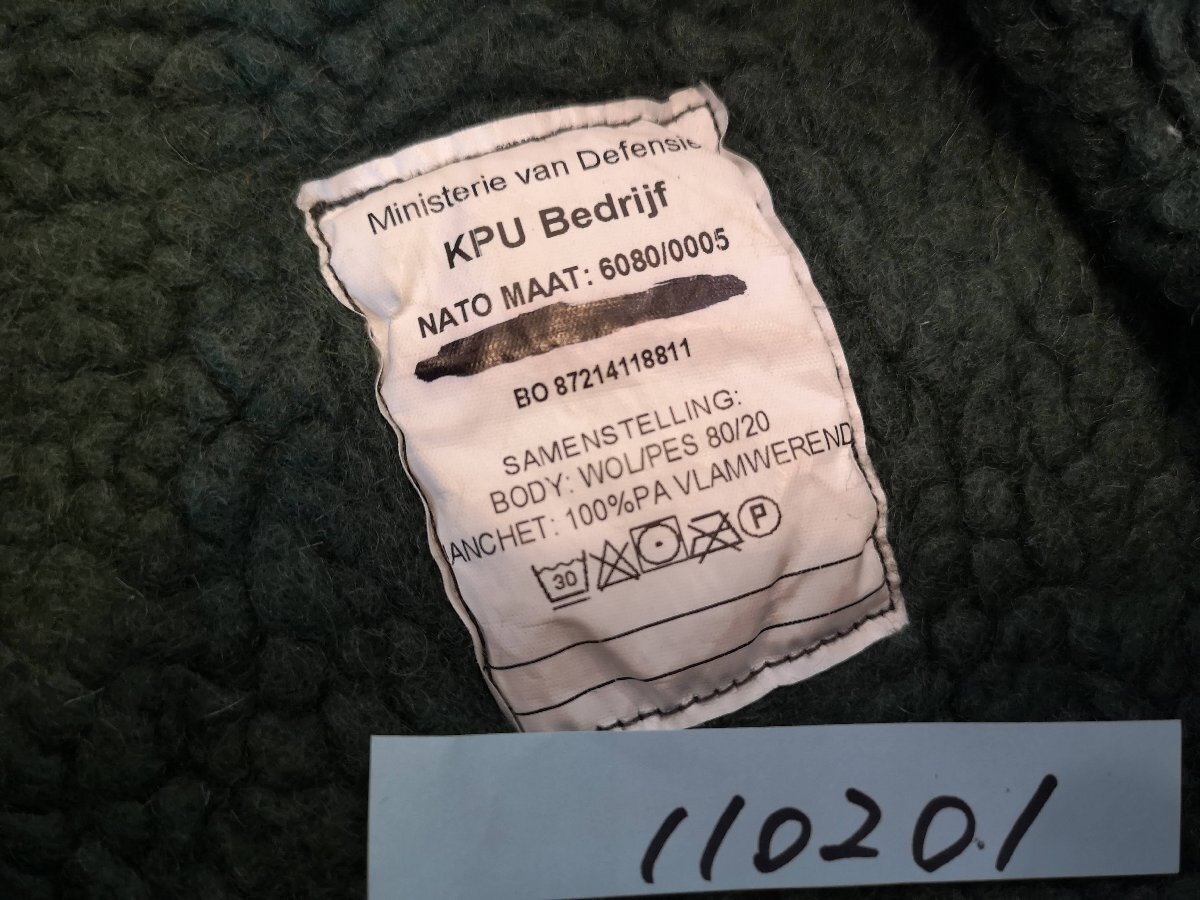 Ministerie van Defensie
KPU Bedrijf
NATO MAAT: 6080/0005
BO 87214118811
SAMENSTELLING:
BODY: WOL/PES 80/20
ANCHET: 100%PA VLAMWEREND
30
P
110201